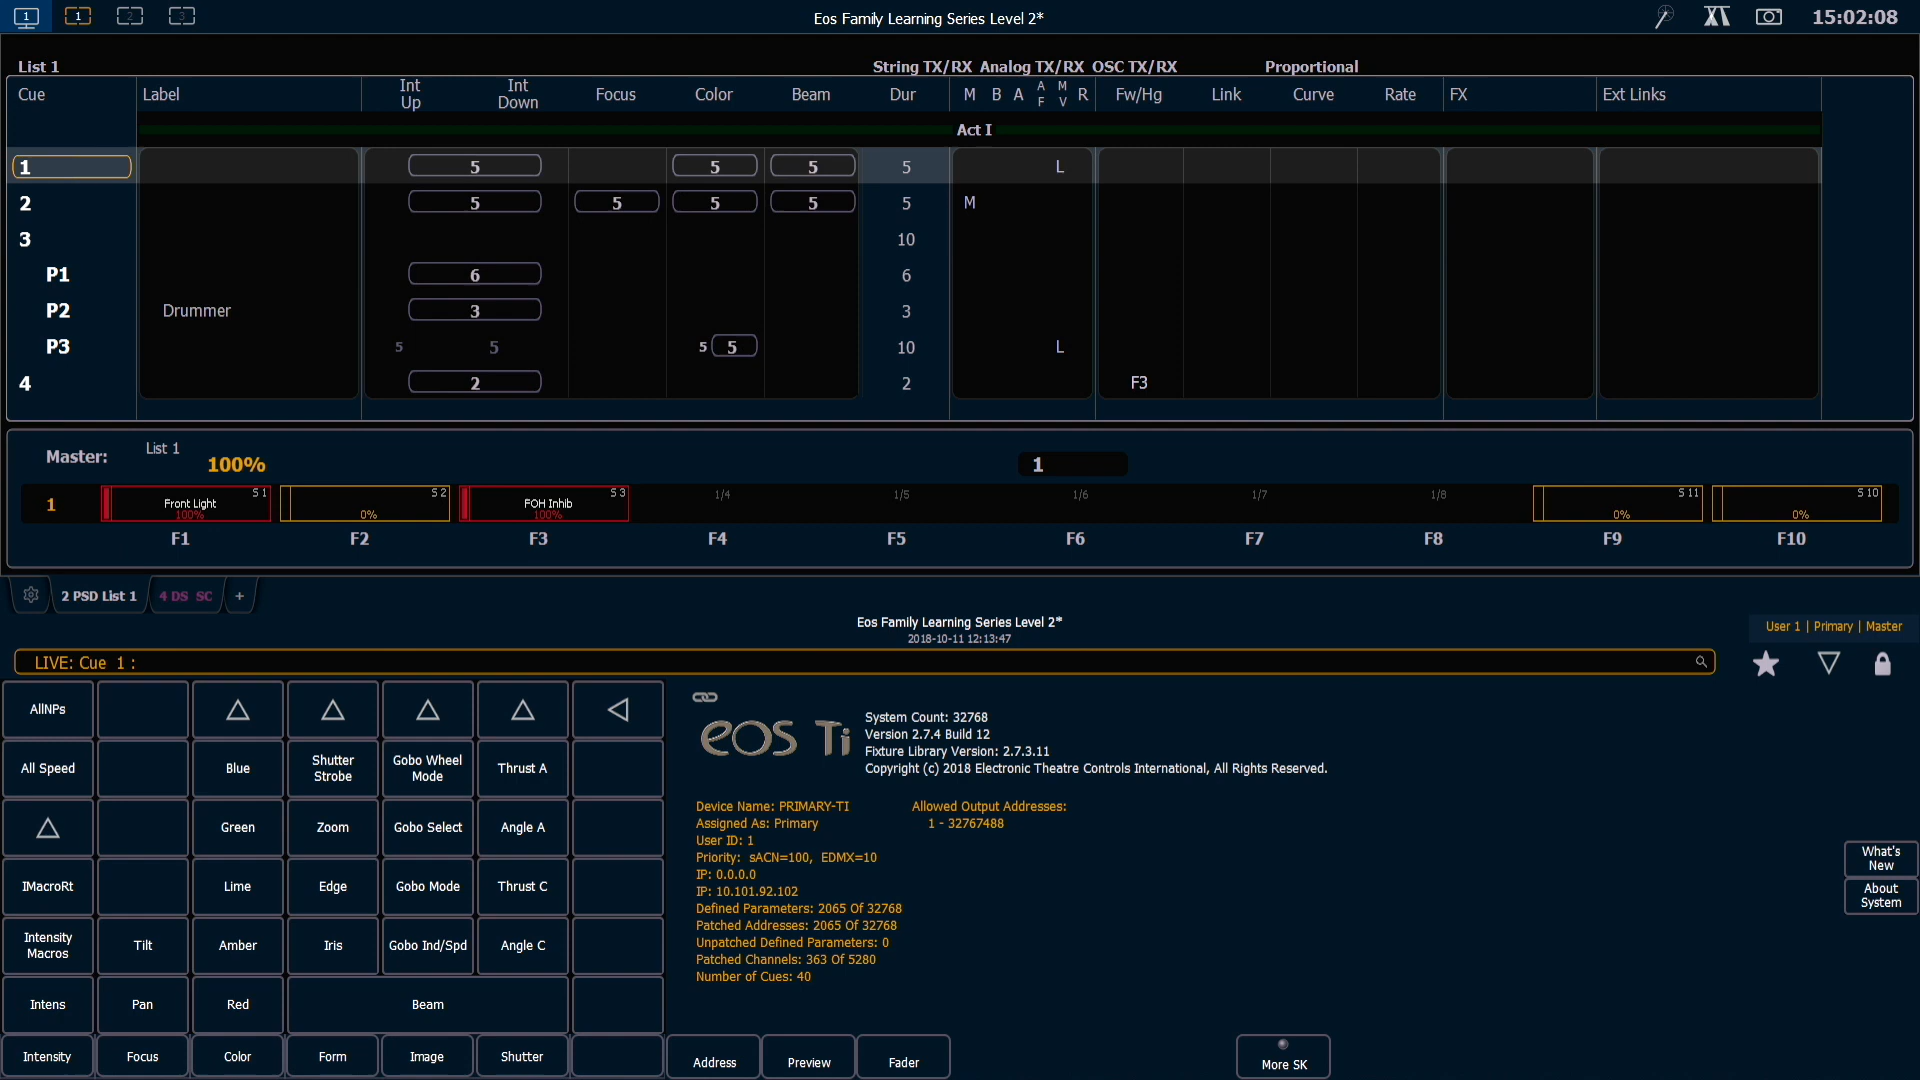 1 1 2 3 Eos Family Learning Series Level 2* 15:02:08
List 1 String TX/RX Analog TX/RX OSC TX/RX Proportional
Cue Label Int Up Int Down Focus Color Beam Dur M B A AF MV R Fw/Hg Link Curve Rate FX Ext Links
Act I
1 5 5 5 5 L
2 5 5 5 5 5 M
3 10
P1 6 6
P2 Drummer 3 3
P3 5 5 5 5 10 L
4 2 2 F3
Master: List 1 100% 1
1 Front Light 100% S 1 0% S 2 FOH Inhib 100% S 3 1/4 1/5 1/6 1/7 1/8 0% S 11 0% S 10
F1 F2 F3 F4 F5 F6 F7 F8 F9 F10
2 PSD List 1 4 DS SC +
Eos Family Learning Series Level 2*
2018-10-11 12:13:47
User 1 | Primary | Master
LIVE: Cue 1 :
AllNPs
All Speed Blue Shutter Strobe Gobo Wheel Mode Thrust A
Green Zoom Gobo Select Angle A
IMacroRt Lime Edge Gobo Mode Thrust C
Intensity Macros Tilt Amber Iris Gobo Ind/Spd Angle C
Intens Pan Red Beam
Intensity Focus Color Form Image Shutter
eos Ti
System Count: 32768
Version 2.7.4 Build 12
Fixture Library Version: 2.7.3.11
Copyright (c) 2018 Electronic Theatre Controls International, All Rights Reserved.
Device Name: PRIMARY-TI
Assigned As: Primary
User ID: 1
Priority: sACN=100, EDMX=10
IP: 0.0.0.0
IP: 10.101.92.102
Defined Parameters: 2065 Of 32768
Patched Addresses: 2065 Of 32768
Unpatched Defined Parameters: 0
Patched Channels: 363 Of 5280
Number of Cues: 40
Allowed Output Addresses:
1 - 32767488
What's New
About System
Address Preview Fader More SK